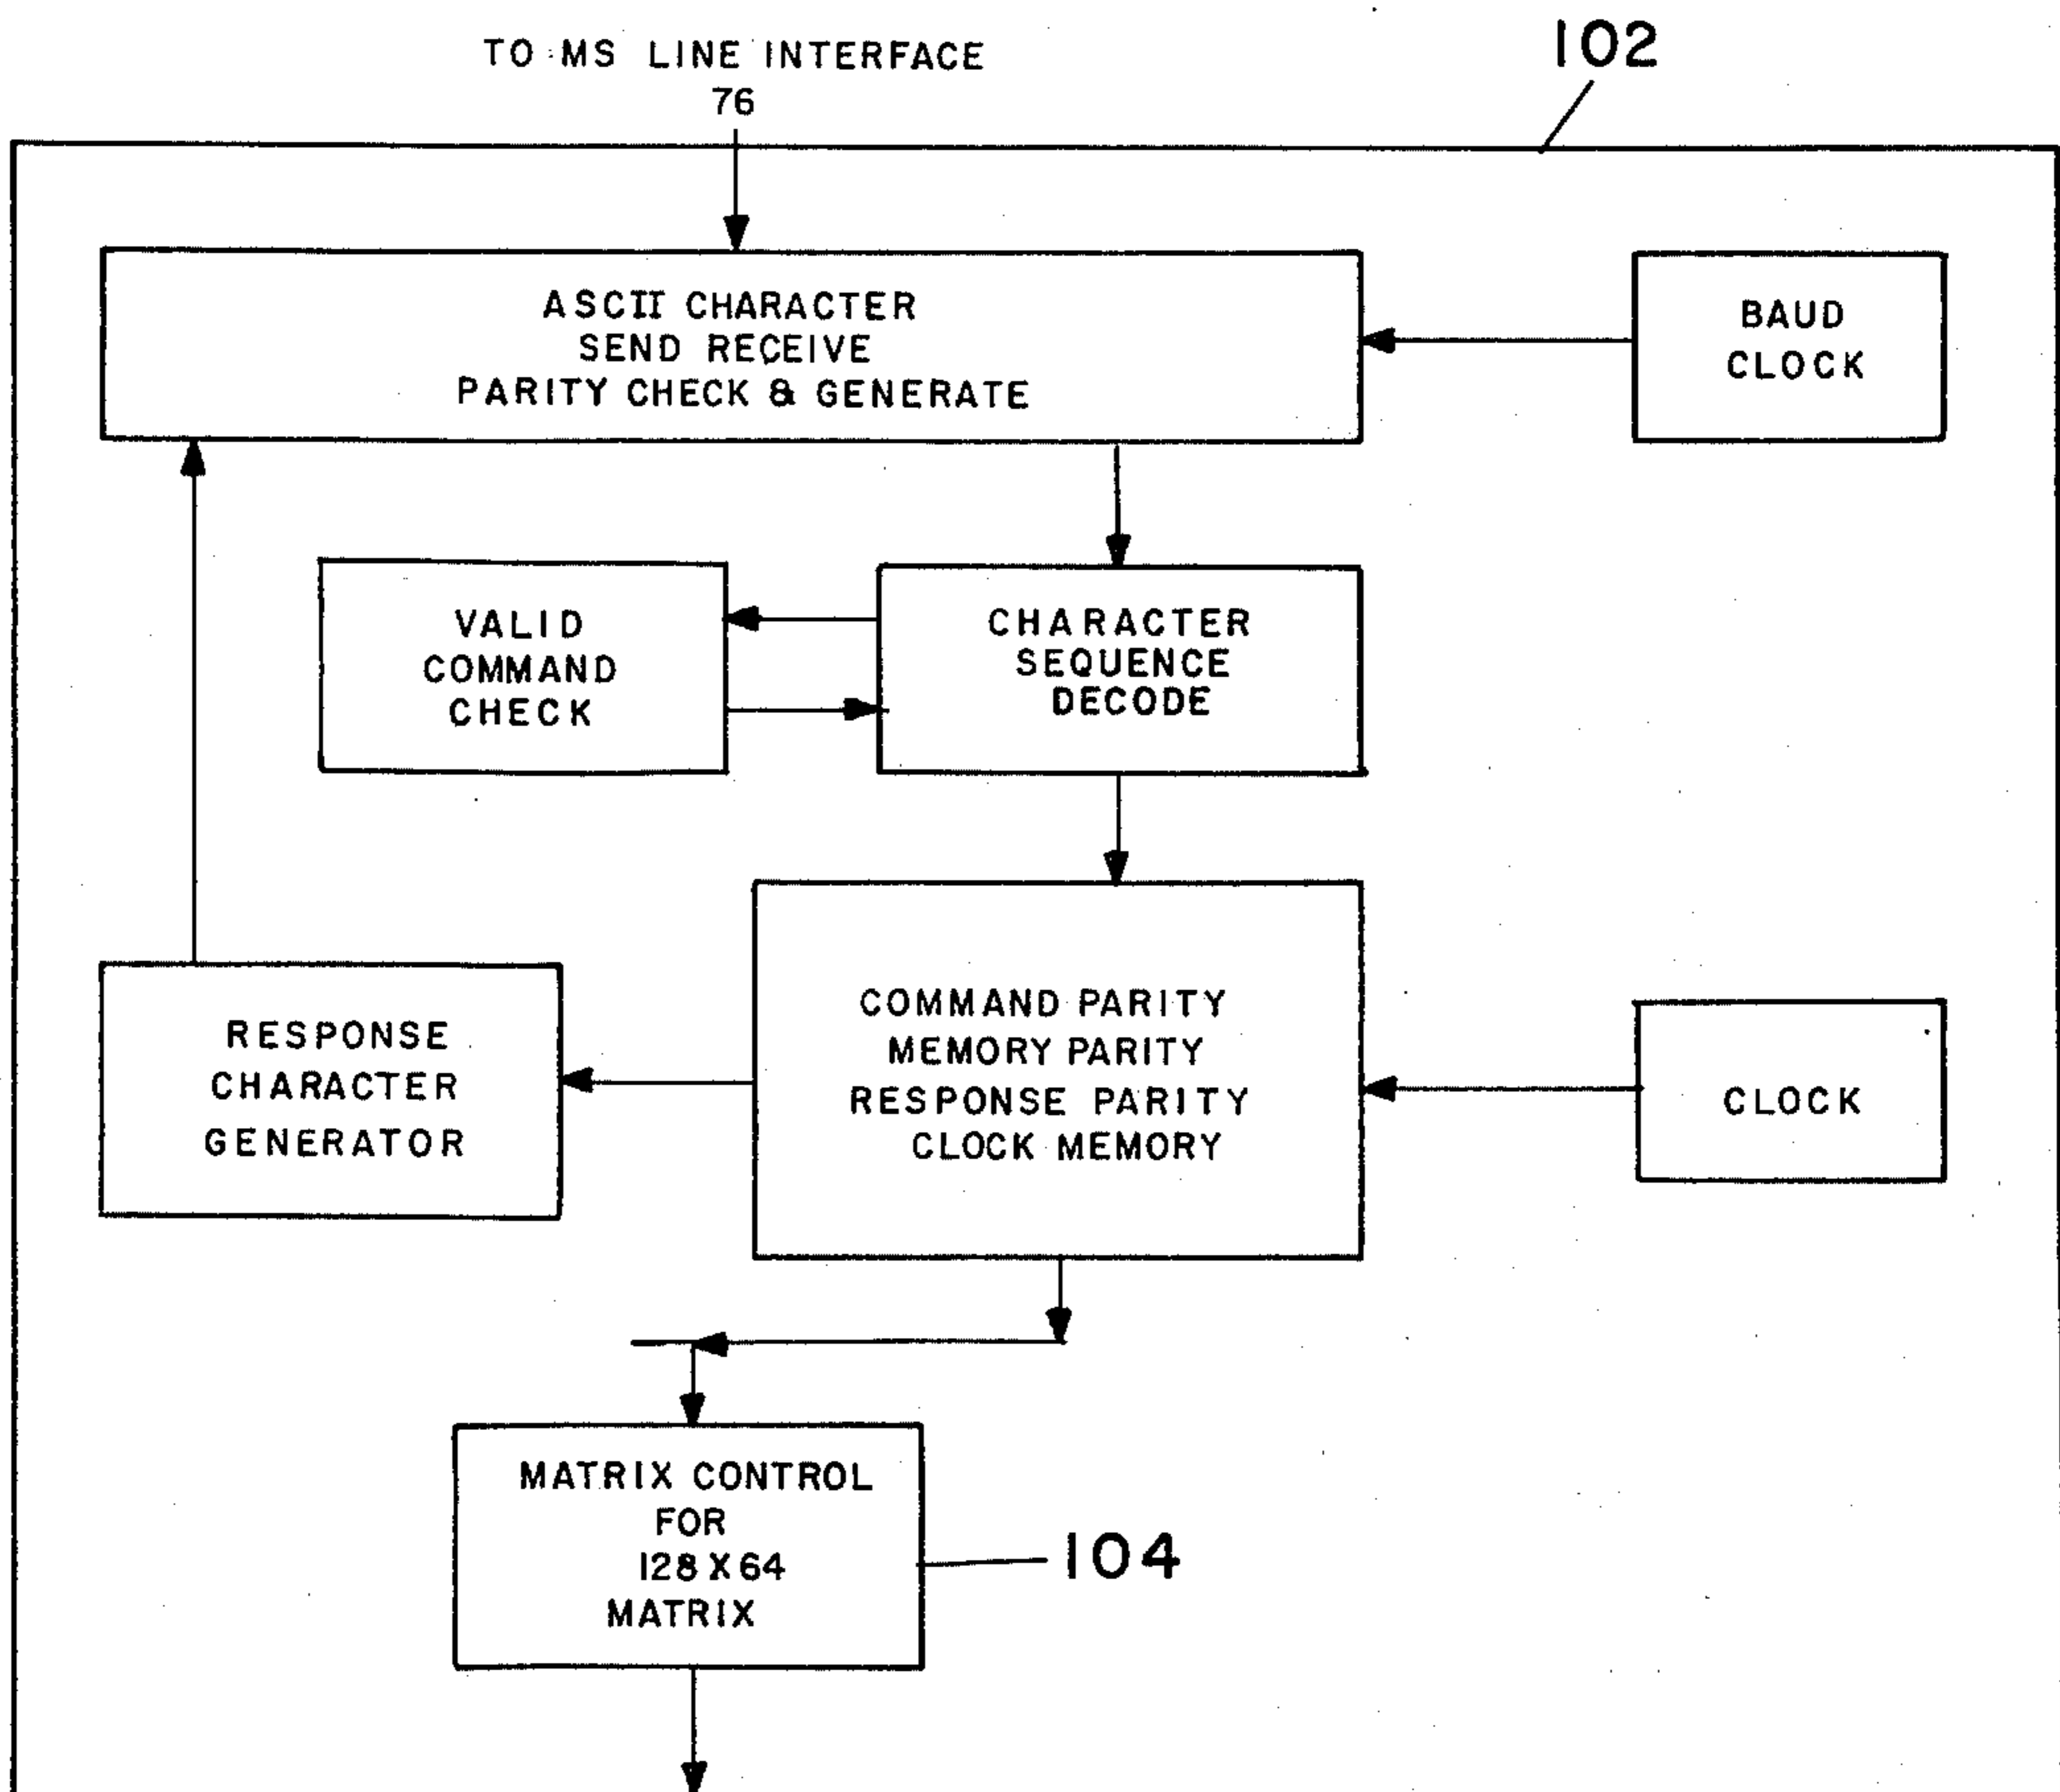 102
TO MS LINE INTERFACE
76
ASCII CHARACTER
SEND RECEIVE
PARITY CHECK & GENERATE
BAUD
CLOCK
VALID
COMMAND
CHECK
CHARACTER
SEQUENCE
DECODE
RESPONSE
CHARACTER
GENERATOR
COMMAND PARITY
MEMORY PARITY
RESPONSE PARITY
CLOCK MEMORY
CLOCK
MATRIX CONTROL
FOR
128 X 64
MATRIX
104